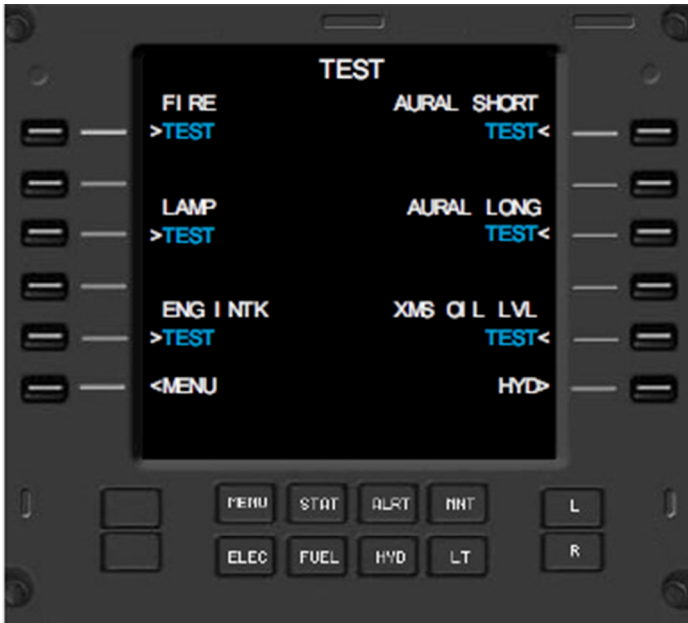 TEST
FIRE AURAL SHORT
>TEST TEST<
LAMP AURAL LONG
>TEST TEST<
ENG INTK XMS OIL LVL
>TEST TEST<
<MENU HYD>
MENU STAT ALRT MNT L
ELEC FUEL HYD LT R